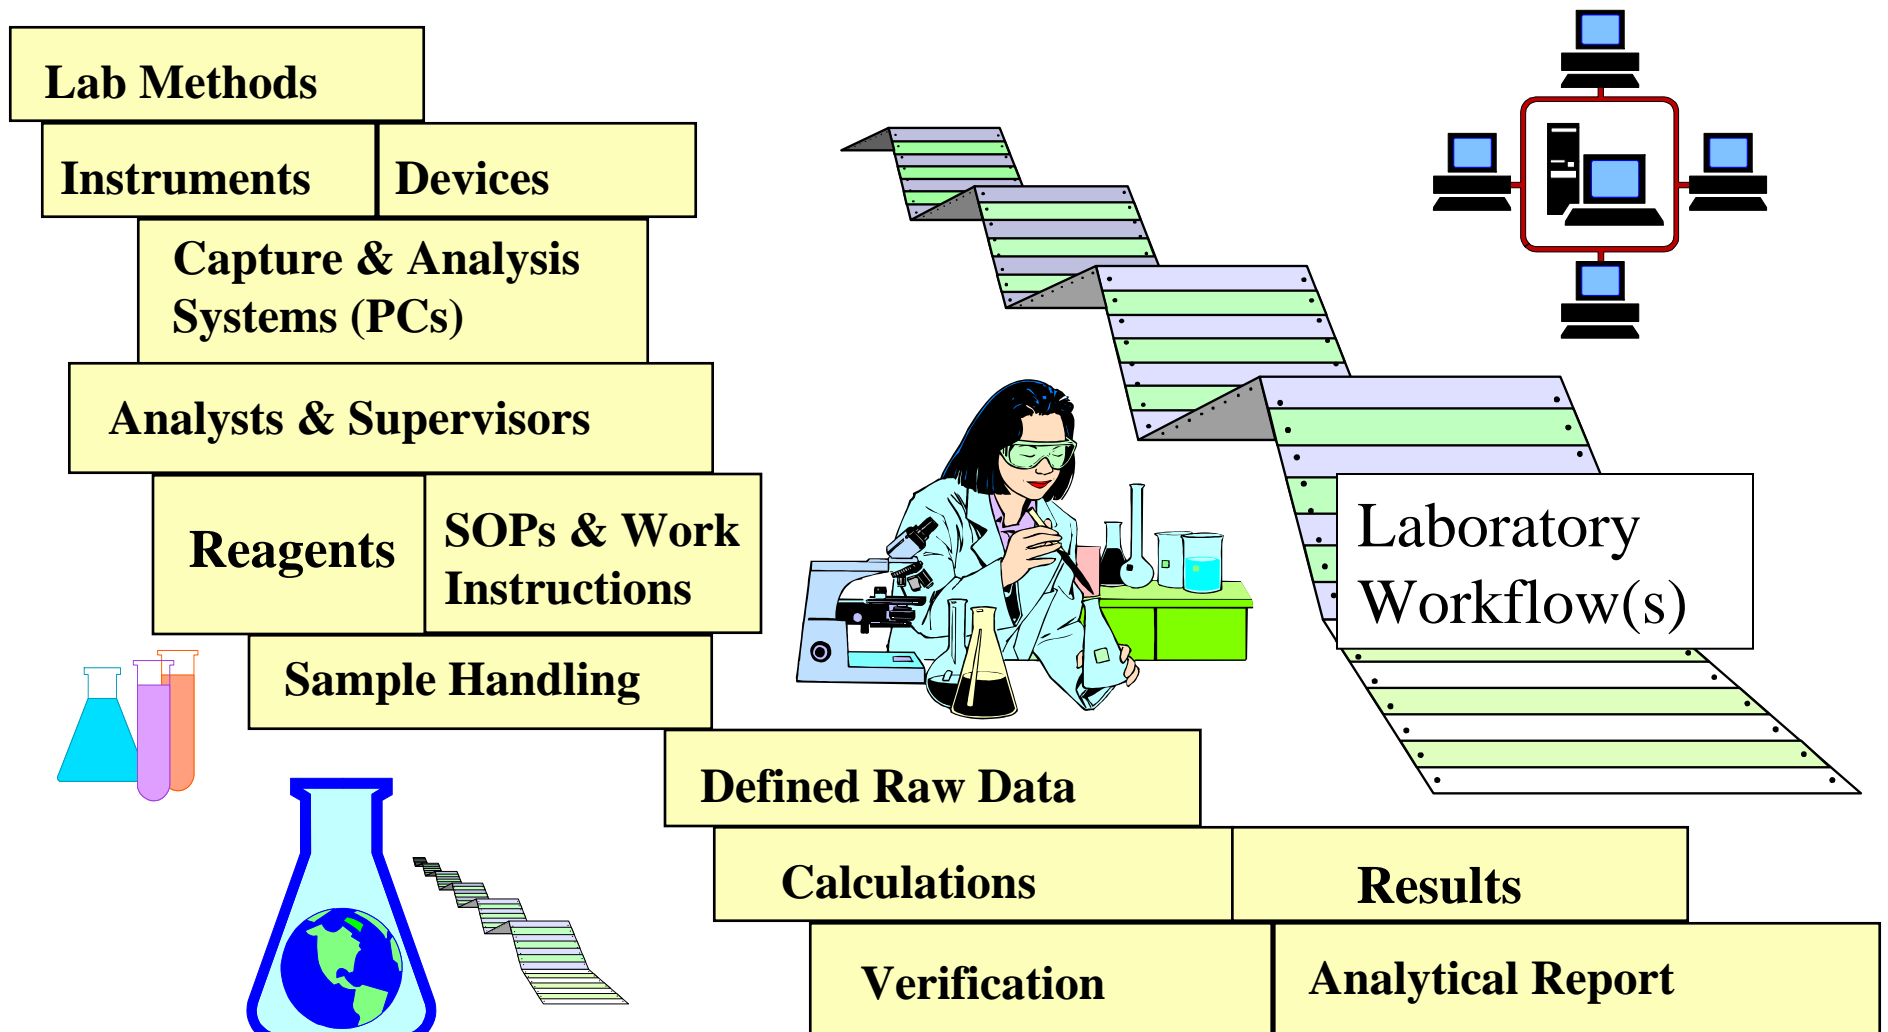 Lab Methods
Instruments
Devices
Capture & Analysis
Systems (PCs)
Analysts & Supervisors
Reagents
SOPs & Work
Instructions
Sample Handling
Laboratory
Workflow(s)
Defined Raw Data
Calculations
Results
Verification
Analytical Report